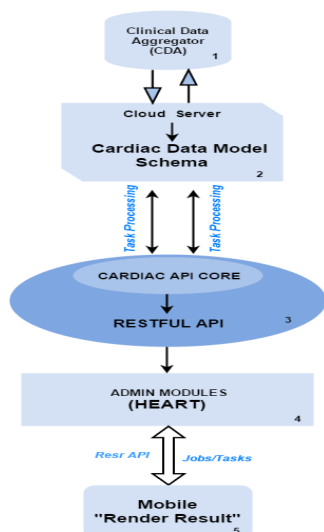 Clinical Data
Aggregator
(CDA)
1
Cloud Server
Cardiac Data Model
Schema
2
Task Processing
Task Processing
CARDIAC API CORE
RESTFUL API
3
ADMIN MODULES
(HEART)
4
Resr API
Jobs/Tasks
Mobile
"Render Result"
5